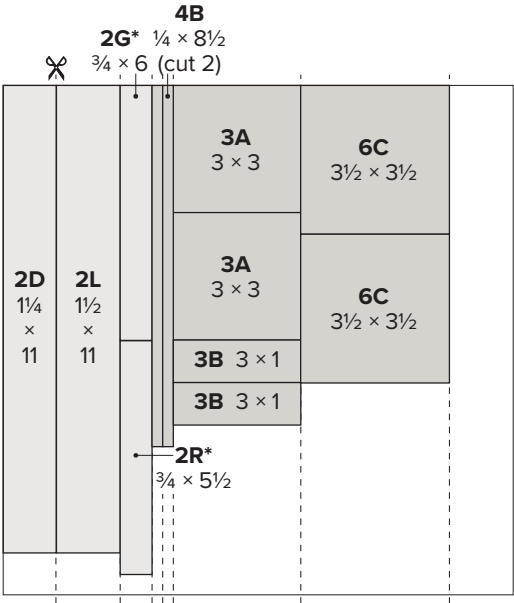 4B
¼ × 8½
(cut 2)
2G*
¾ × 6
3A
3 × 3
6C
3½ × 3½
3A
3 × 3
6C
3½ × 3½
2D
1¼
×
11
2L
1½
×
11
3B 3 × 1
3B 3 × 1
2R*
¾ × 5½